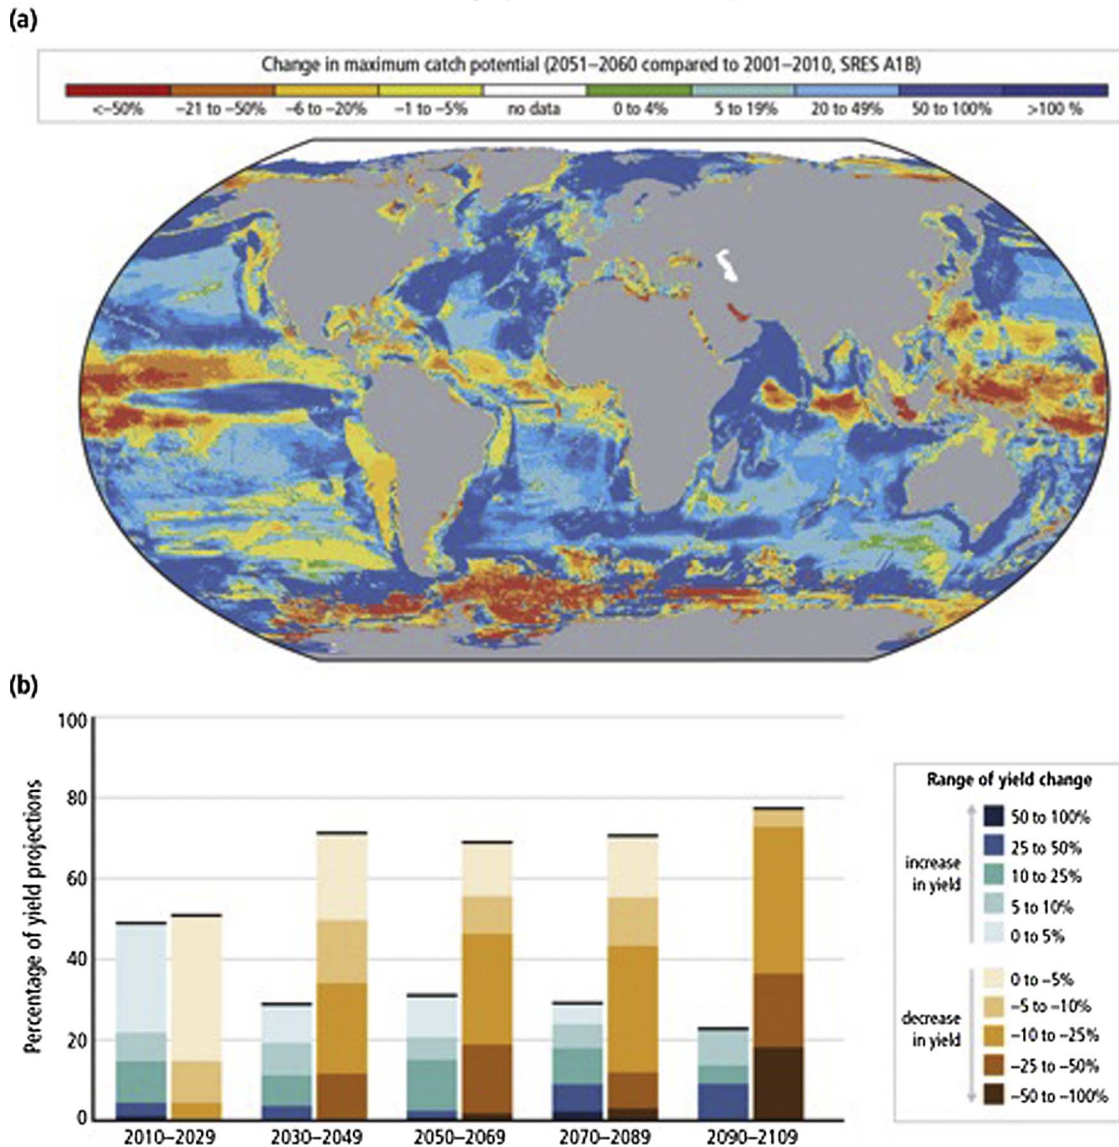 (a)
Change in maximum catch potential (2051–2060 compared to 2001–2010, SRES A1B)
<–50% –21 to –50% –6 to –20% –1 to –5% no data 0 to 4% 5 to 19% 20 to 49% 50 to 100% >100 %
(b)
Percentage of yield projections
100
80
60
40
20
0
2010–2029 2030–2049 2050–2069 2070–2089 2090–2109
Range of yield change
increase
in yield
50 to 100%
25 to 50%
10 to 25%
5 to 10%
0 to 5%
decrease
in yield
0 to –5%
–5 to –10%
–10 to –25%
–25 to –50%
–50 to –100%